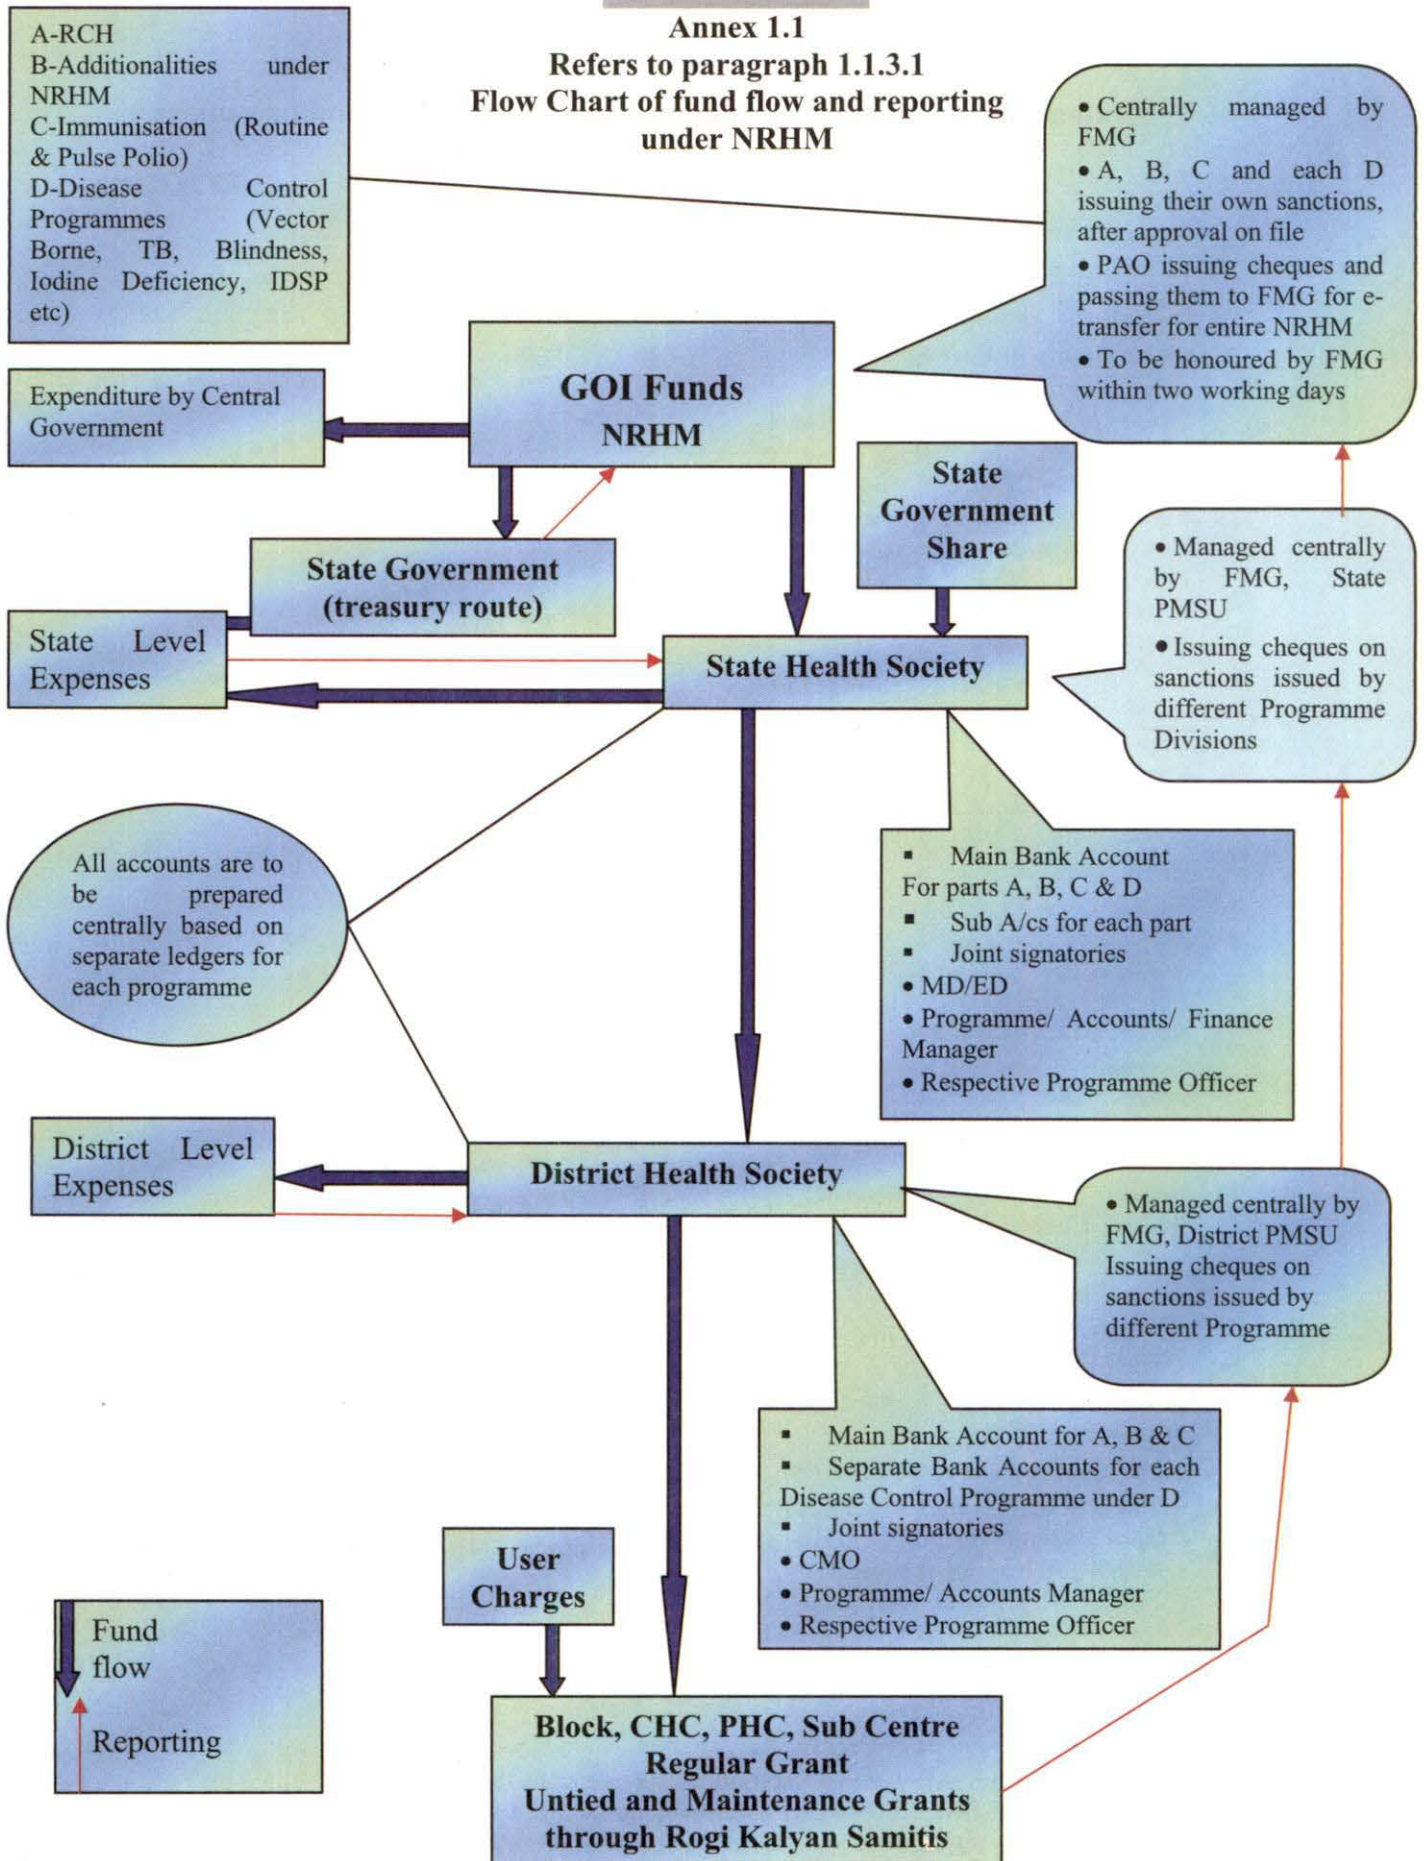 Annex 1.1
Refers to paragraph 1.1.3.1
Flow Chart of fund flow and reporting
under NRHM
A-RCH
B-Additionalities under
NRHM
C-Immunisation (Routine
& Pulse Polio)
D-Disease Control
Programmes (Vector
Borne, TB, Blindness,
Iodine Deficiency, IDSP
etc)
• Centrally managed by
FMG
• A, B, C and each D
issuing their own sanctions,
after approval on file
• PAO issuing cheques and
passing them to FMG for e-
transfer for entire NRHM
• To be honoured by FMG
within two working days
Expenditure by Central
Government
GOI Funds
NRHM
State
Government
Share
State Government
(treasury route)
• Managed centrally
by FMG, State
PMSU
• Issuing cheques on
sanctions issued by
different Programme
Divisions
State Level
Expenses
State Health Society
All accounts are to
be prepared
centrally based on
separate ledgers for
each programme
▪ Main Bank Account
For parts A, B, C & D
▪ Sub A/cs for each part
▪ Joint signatories
• MD/ED
• Programme/ Accounts/ Finance
Manager
• Respective Programme Officer
District Level
Expenses
District Health Society
• Managed centrally by
FMG, District PMSU
Issuing cheques on
sanctions issued by
different Programme
▪ Main Bank Account for A, B & C
▪ Separate Bank Accounts for each
Disease Control Programme under D
▪ Joint signatories
• CMO
• Programme/ Accounts Manager
• Respective Programme Officer
User
Charges
Fund
flow
Reporting
Block, CHC, PHC, Sub Centre
Regular Grant
Untied and Maintenance Grants
through Rogi Kalyan Samitis